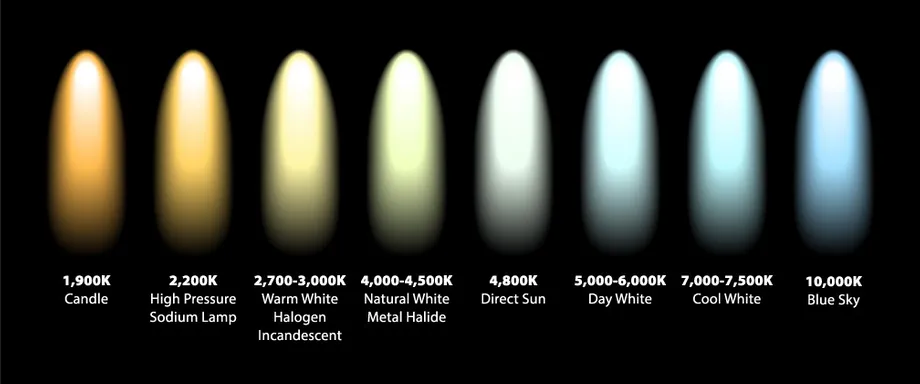 1,900K
Candle
2,200K
High Pressure
Sodium Lamp
2,700-3,000K
Warm White
Halogen
Incandescent
4,000-4,500K
Natural White
Metal Halide
4,800K
Direct Sun
5,000-6,000K
Day White
7,000-7,500K
Cool White
10,000K
Blue Sky